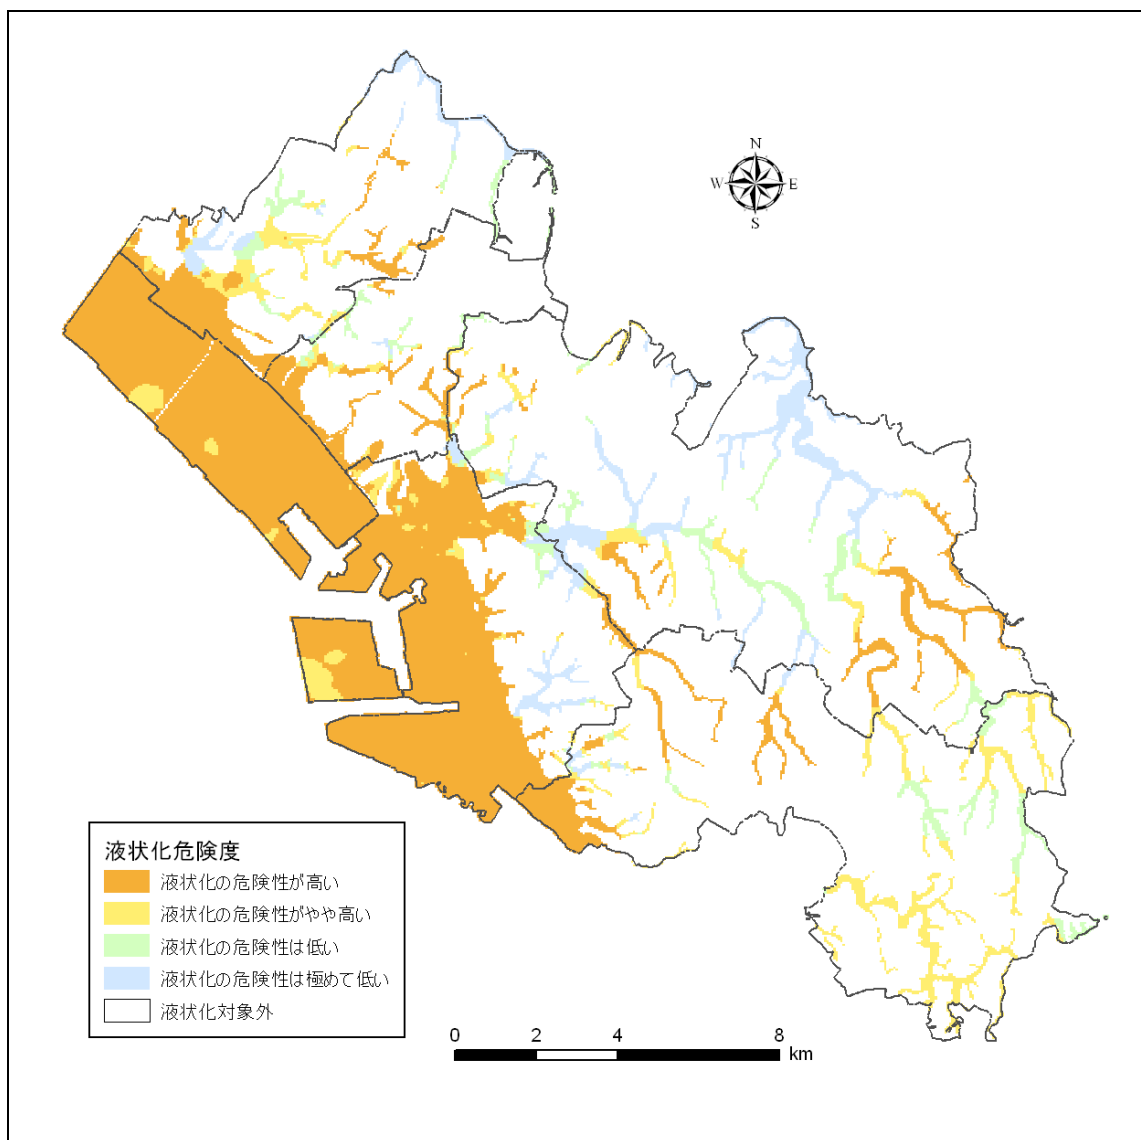 N
W
E
S
液状化危険度
液状化の危険性が高い
液状化の危険性がやや高い
液状化の危険性は低い
液状化の危険性は極めて低い
液状化対象外
0 2 4 8
km